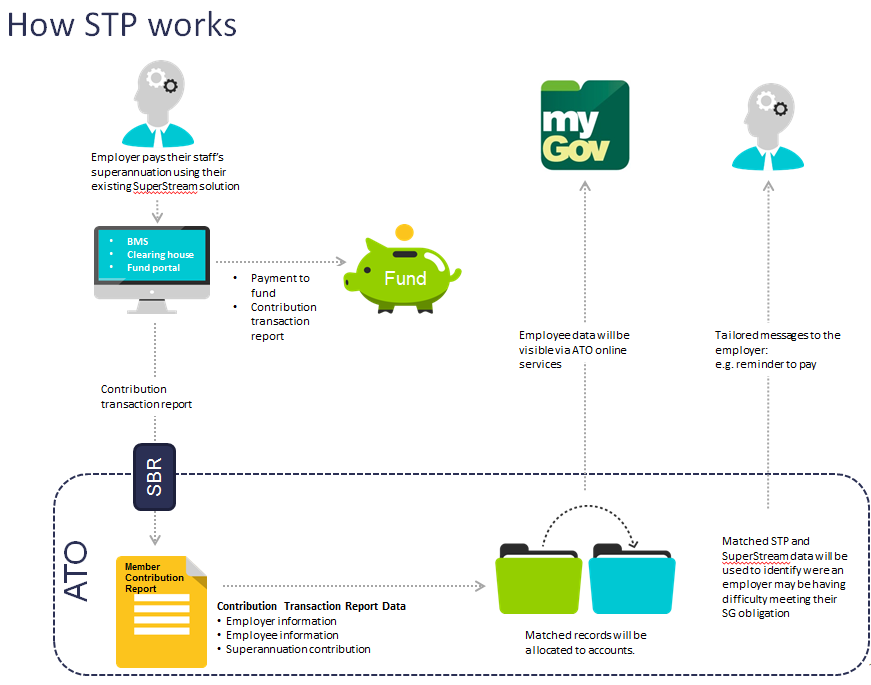 How STP works
Employer pays their staff's
superannuation using their
existing SuperStream solution
my
Gov
• BMS
• Clearing house
• Fund portal
• Payment to
fund
• Contribution
transaction
report
Fund
Employee data will be
visible via ATO online
services
Tailored messages to the
employer:
e.g. reminder to pay
Contribution
transaction report
SBR
ATO
Member
Contribution
Report
Contribution Transaction Report Data
• Employer information
• Employee information
• Superannuation contribution
Matched records will be
allocated to accounts.
Matched STP and
SuperStream data will be
used to identify were an
employer may be having
difficulty meeting their
SG obligation